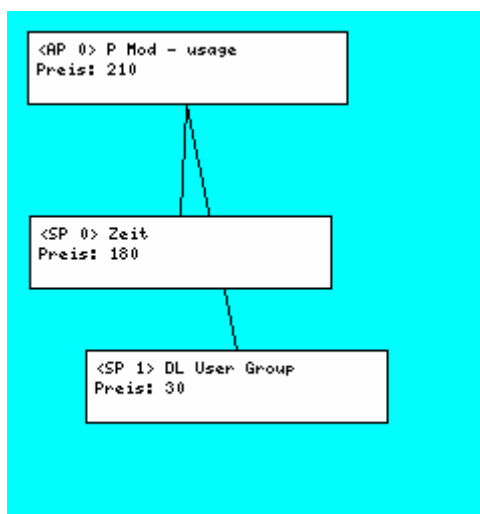 <AP 0> P Mod - usage
Preis: 210
<SP 0> Zeit
Preis: 180
<SP 1> DL User Group
Preis: 30